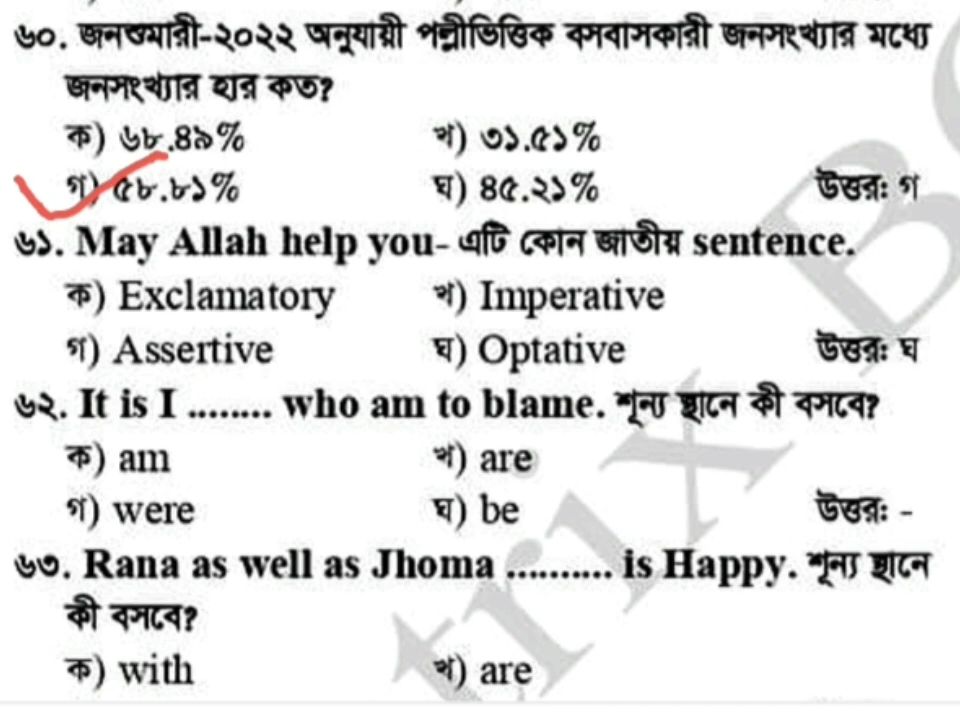 ৬০. জনশুমারী-২০২২ অনুযায়ী পল্লীভিত্তিক বসবাসকারী জনসংখ্যার মধ্যে
জনসংখ্যার হার কত?
ক) ৬৮.৪৯% খ) ৩১.৫১%
গ) ৫৮.৮১% ঘ) ৪৫.২১% উত্তর: গ
৬১. May Allah help you- এটি কোন জাতীয় sentence.
ক) Exclamatory খ) Imperative
গ) Assertive ঘ) Optative উত্তর: ঘ
৬২. It is I ........ who am to blame. শূন্য স্থানে কী বসবে?
ক) am খ) are
গ) were ঘ) be উত্তর: -
৬৩. Rana as well as Jhoma .......... is Happy. শূন্য স্থানে
কী বসবে?
ক) with খ) are